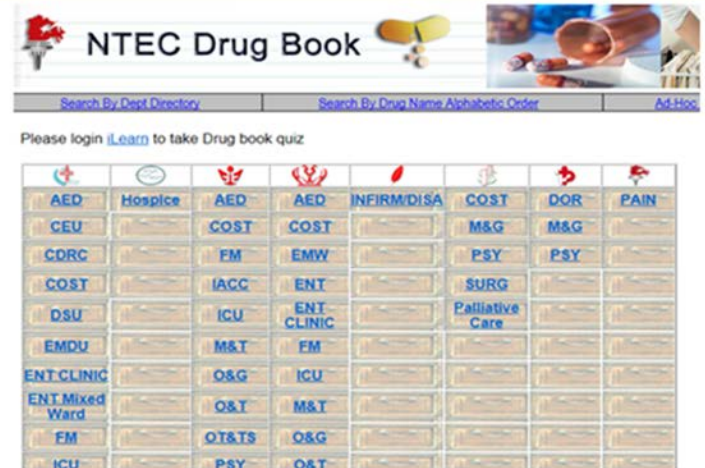 NTEC Drug Book
Search By Dept Directory Search By Drug Name Alphabetic Order Ad-Hoc
Please login iLearn to take Drug book quiz
AED Hospice AED AED INFIRM/DISA COST DOR PAIN
CEU COST COST M&G M&G
CDRC FM EMW PSY PSY
COST IACC ENT SURG
DSU ICU ENT CLINIC Palliative Care
EMDU M&T FM
ENT CLINIC O&G ICU
ENT Mixed Ward O&T M&T
FM OT&TS O&G
ICU PSY O&T